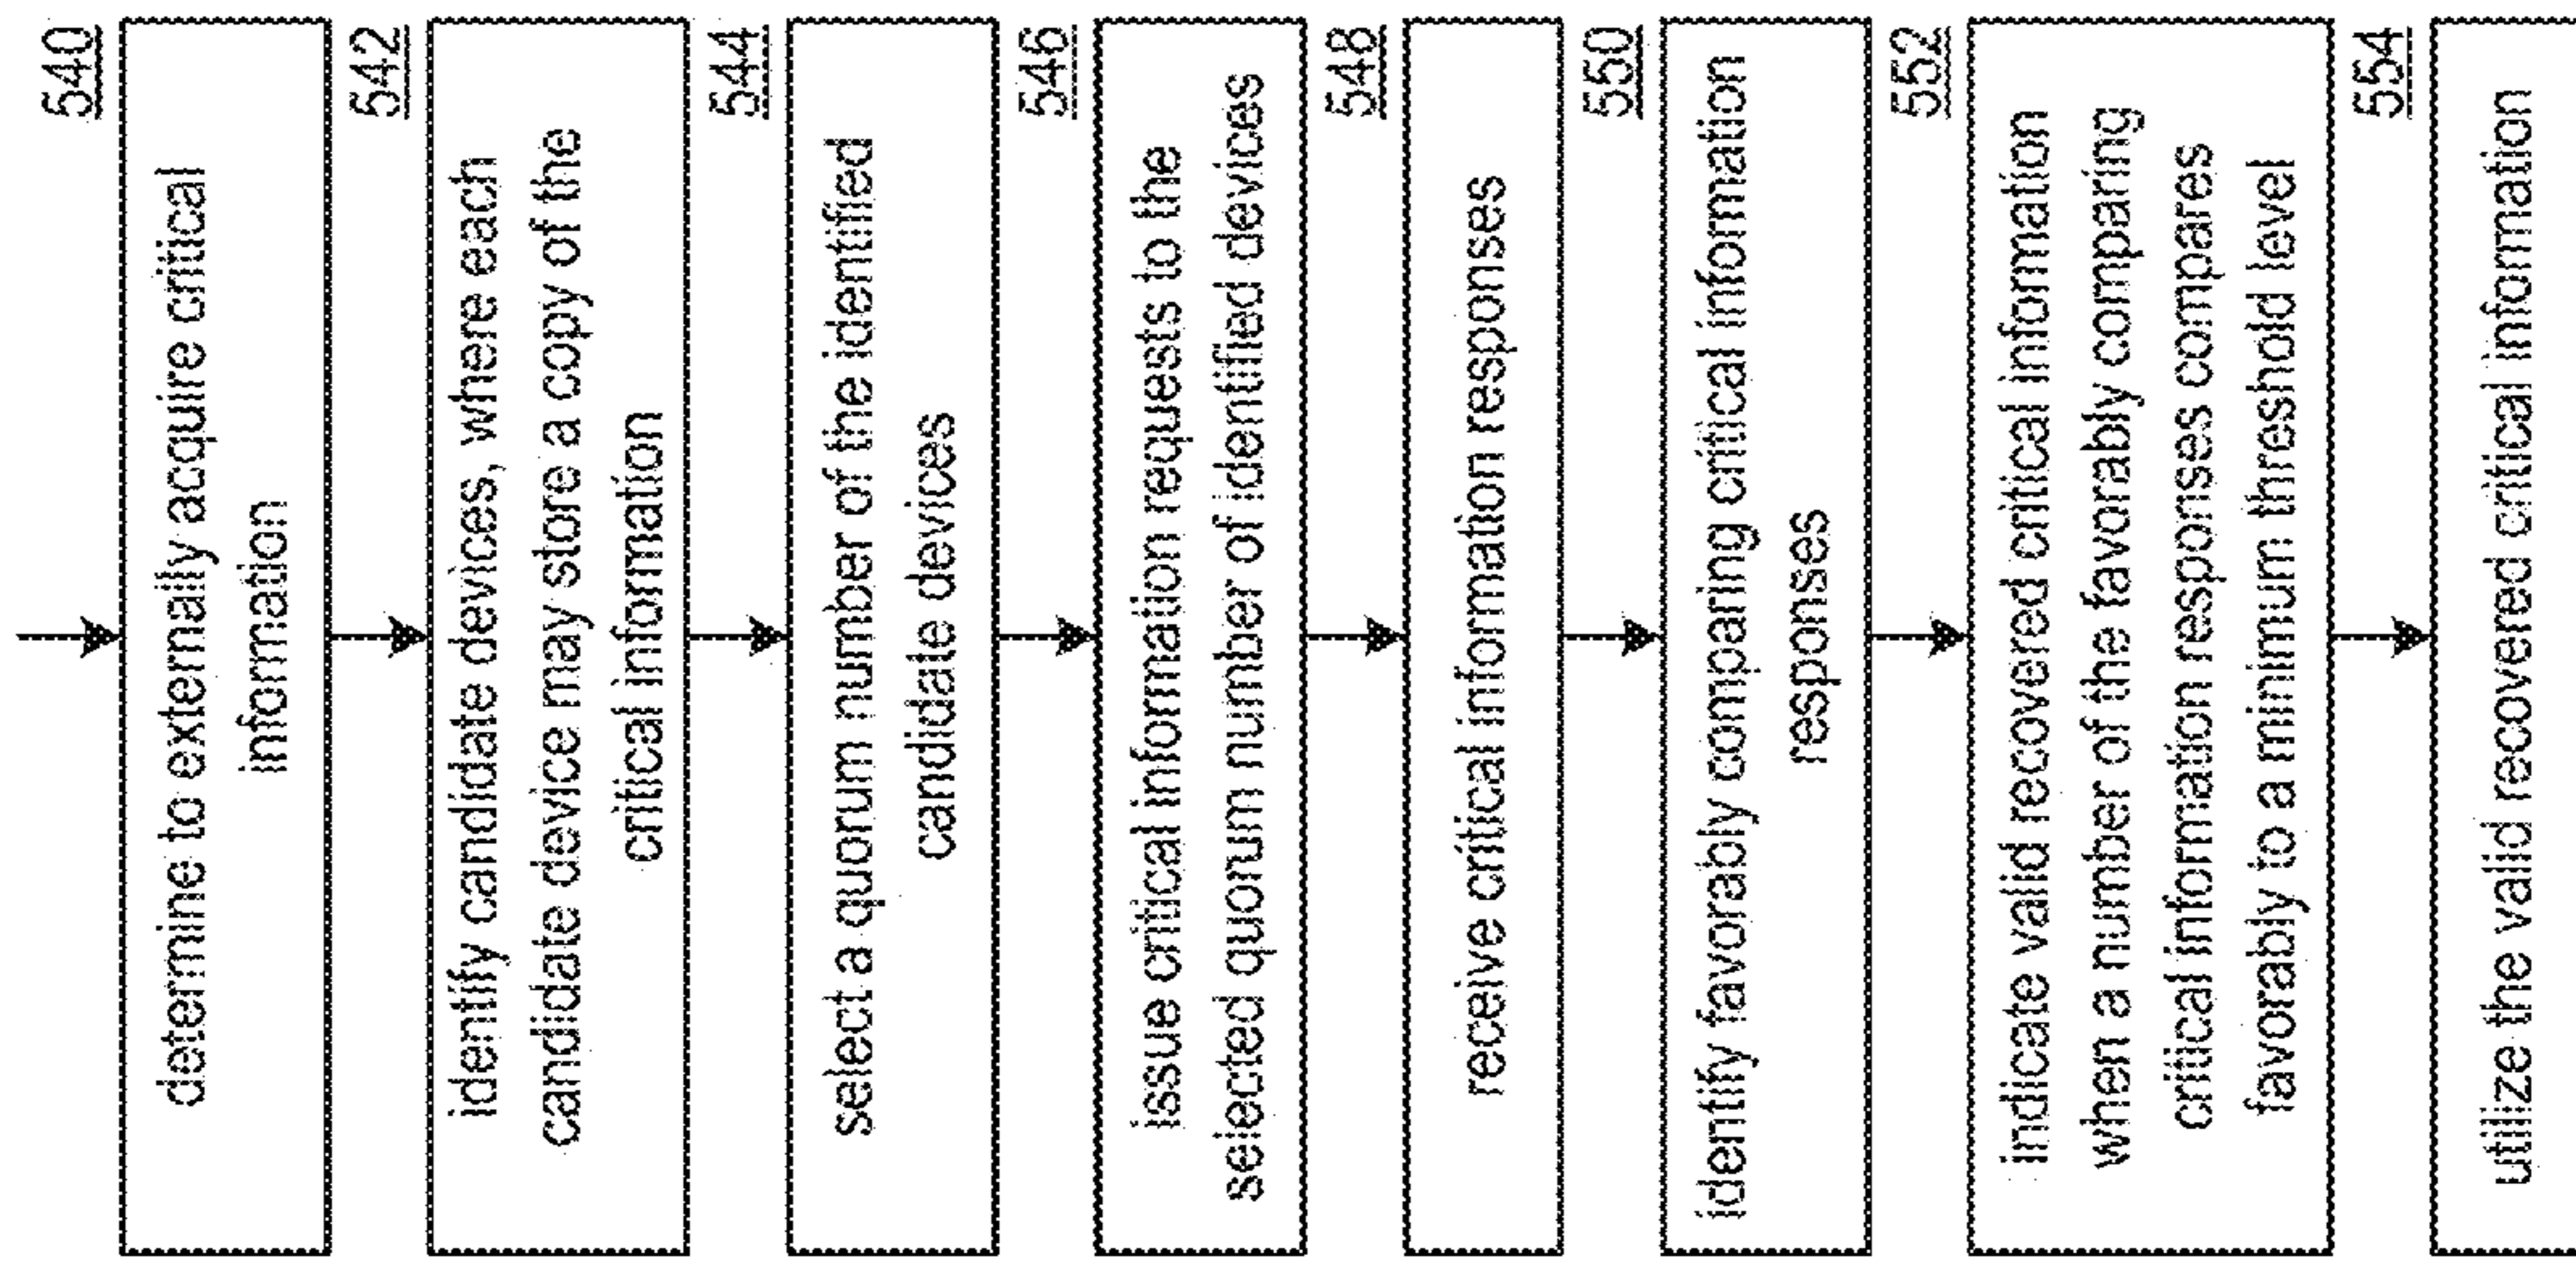 540
determine to externally acquire critical
information
542
identify candidate devices, where each
candidate device may store a copy of the
critical information
544
select a quorum number of the identified
candidate devices
546
issue critical information requests to the
selected quorum number of identified devices
548
receive critical information responses
550
identify favorably comparing critical information
responses
552
indicate valid recovered critical information
when a number of the favorably comparing
critical information responses compares
favorably to a minimum threshold level
554
utilize the valid recovered critical information